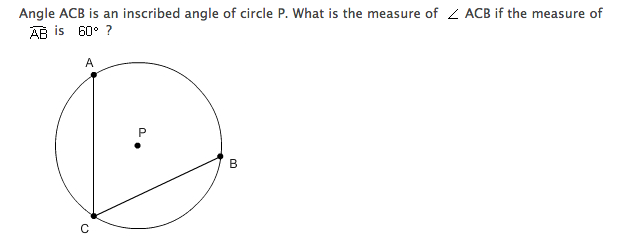 Angle ACB is an inscribed angle of circle P. What is the measure of ∠ ACB if the measure of
A͡B is 60° ?
A
P
B
C